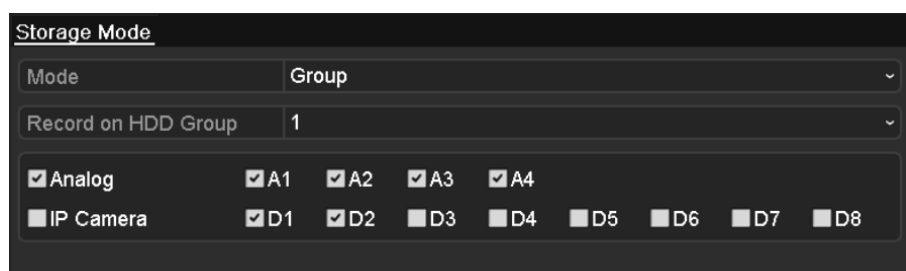 Storage Mode
Mode Group
Record on HDD Group 1
Analog A1 A2 A3 A4
IP Camera D1 D2 D3 D4 D5 D6 D7 D8